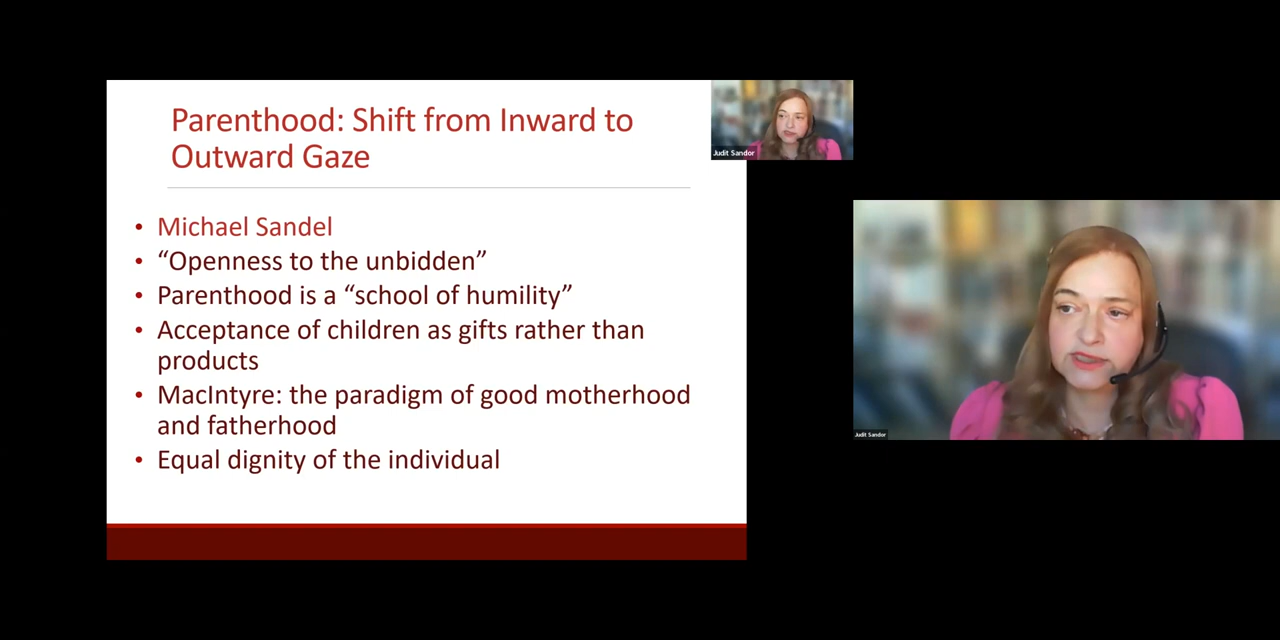 Parenthood: Shift from Inward to
Outward Gaze
Judit Sandor
• Michael Sandel
• “Openness to the unbidden”
• Parenthood is a “school of humility”
• Acceptance of children as gifts rather than
products
• MacIntyre: the paradigm of good motherhood
and fatherhood
• Equal dignity of the individual
Judit Sandor